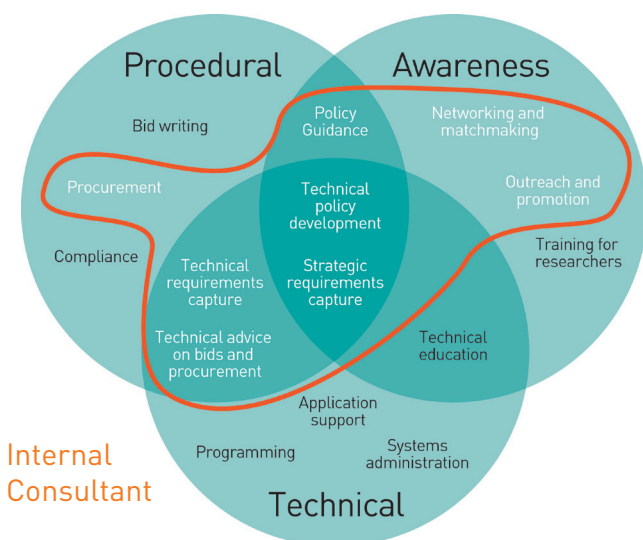 Procedural
Awareness
Bid writing
Policy
Guidance
Networking and
matchmaking
Procurement
Technical
policy
development
Outreach and
promotion
Compliance
Technical
requirements
capture
Strategic
requirements
capture
Training for
researchers
Technical advice
on bids and
procurement
Technical
education
Application
support
Programming
Systems
administration
Internal
Consultant
Technical